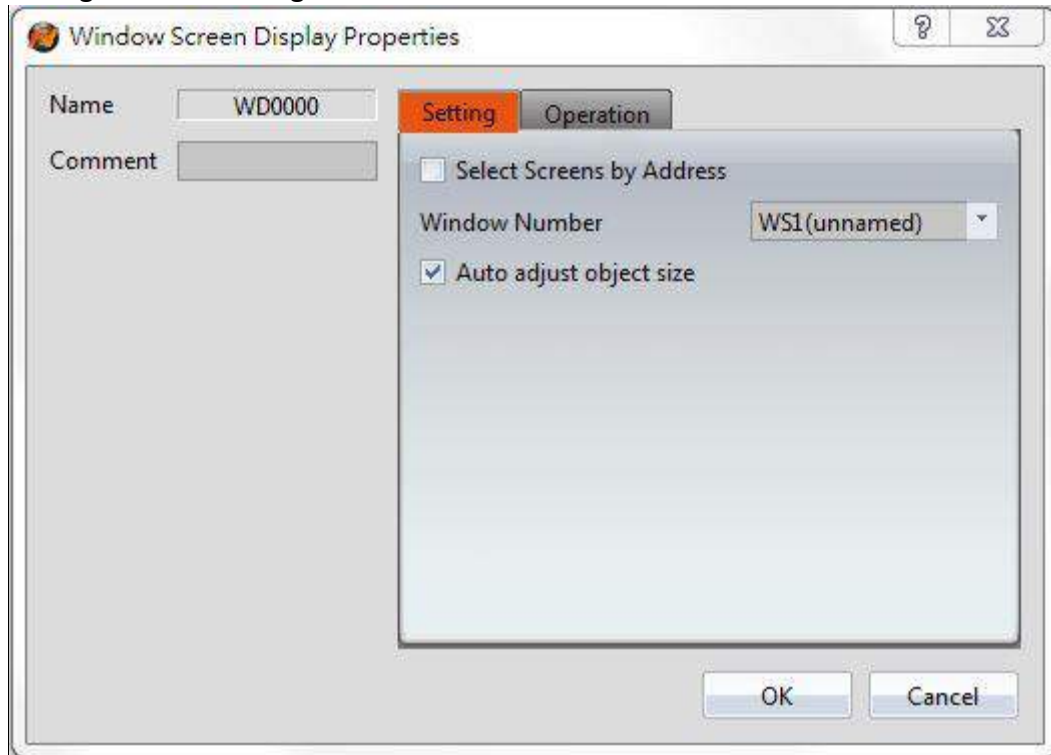 Window Screen Display Properties
Name WD0000
Comment
Setting Operation
Select Screens by Address
Window Number WS1(unnamed)
Auto adjust object size
OK Cancel